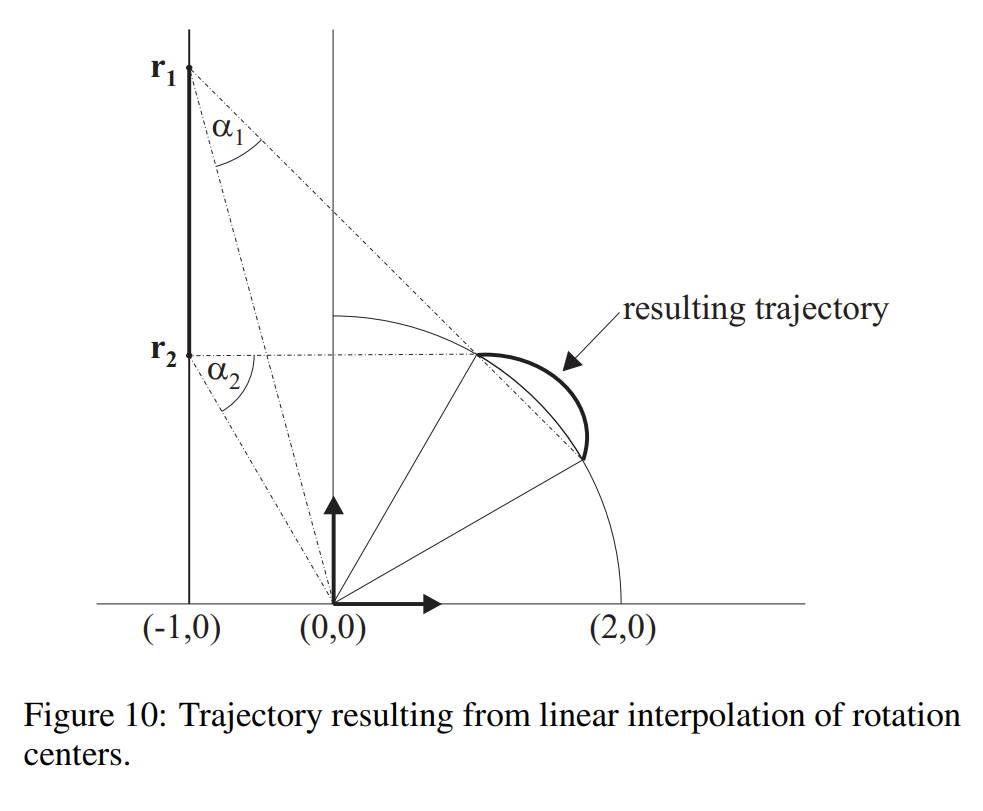 r1
α1
resulting trajectory
r2
α2
(-1,0)
(0,0)
(2,0)
Figure 10: Trajectory resulting from linear interpolation of rotation
centers.